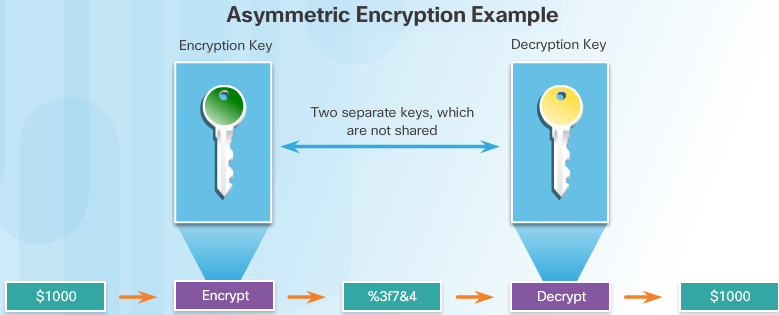 Asymmetric Encryption Example
Encryption Key
Decryption Key
Two separate keys, which
are not shared
$1000
Encrypt
%3f7&4
Decrypt
$1000